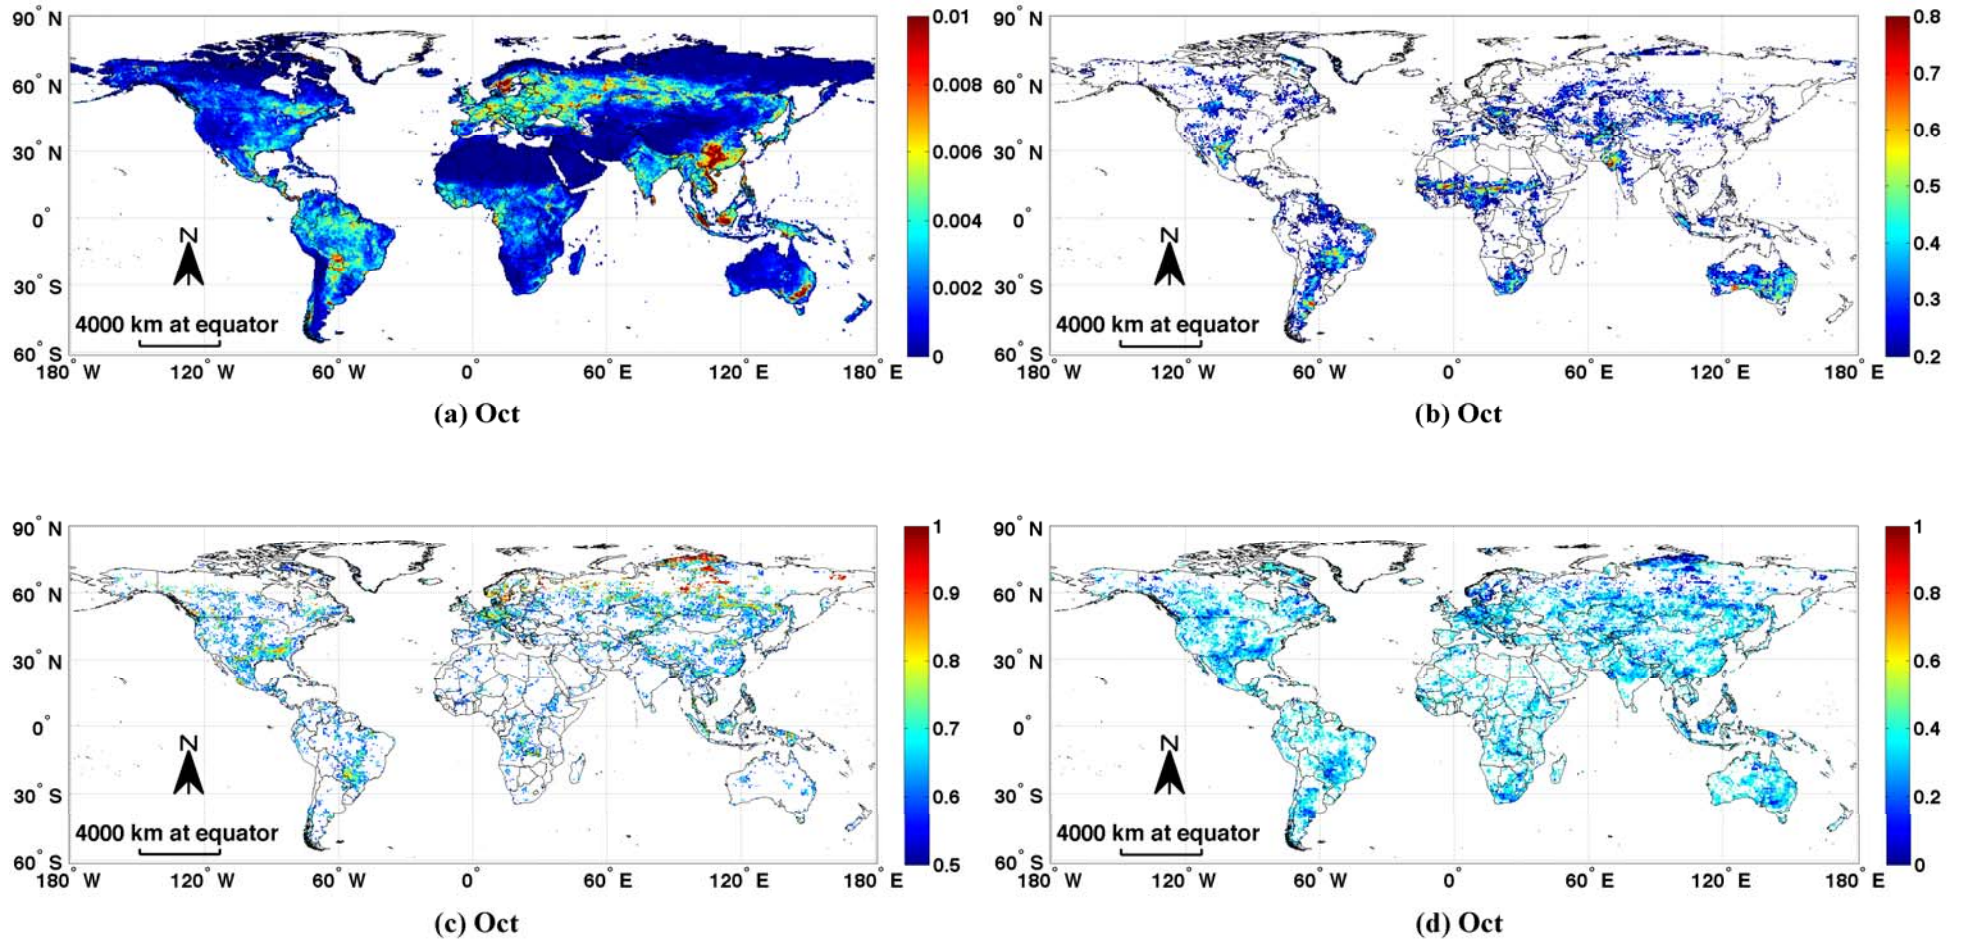 90° N
60° N
30° N
0°
30° S
60° S
180° W
120° W
60° W
0°
60° E
120° E
180° E
N
4000 km at equator
0.01
0.008
0.006
0.004
0.002
0
(a) Oct
90° N
60° N
30° N
0°
30° S
60° S
180° W
120° W
60° W
0°
60° E
120° E
180° E
N
4000 km at equator
0.8
0.7
0.6
0.5
0.4
0.3
0.2
(b) Oct
90° N
60° N
30° N
0°
30° S
60° S
180° W
120° W
60° W
0°
60° E
120° E
180° E
N
4000 km at equator
1
0.9
0.8
0.7
0.6
0.5
(c) Oct
90° N
60° N
30° N
0°
30° S
60° S
180° W
120° W
60° W
0°
60° E
120° E
180° E
N
4000 km at equator
1
0.8
0.6
0.4
0.2
0
(d) Oct